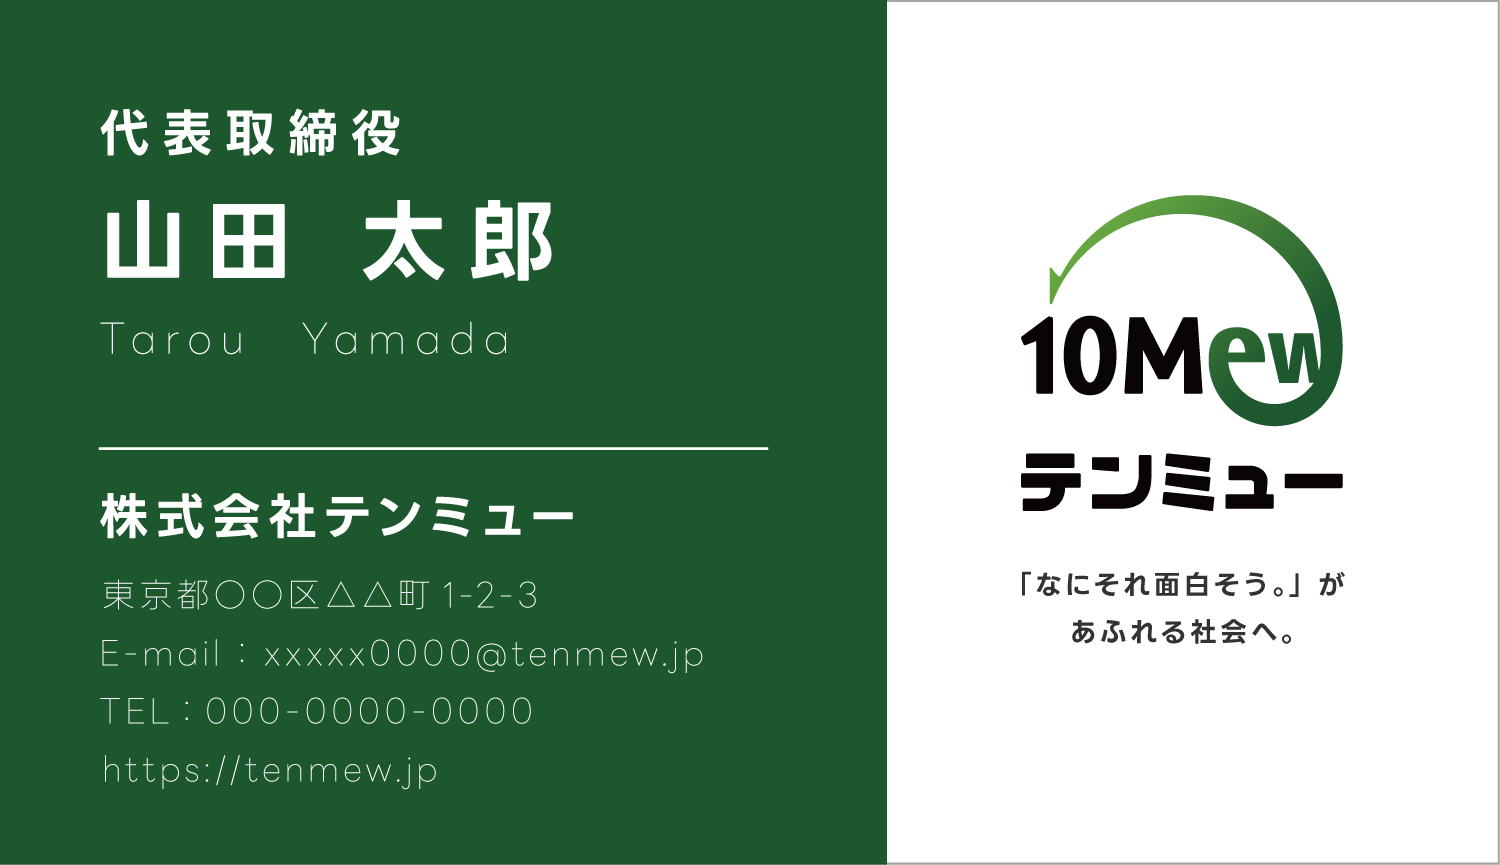 代表取締役
山田 太郎
Tarou Yamada
株式会社テンミュー
東京都〇〇区△△町1-2-3
E-mail：xxxxx0000@tenmew.jp
TEL：000-0000-0000
https://tenmew.jp
10Mew
テンミュー
「なにそれ面白そう。」が
あふれる社会へ。